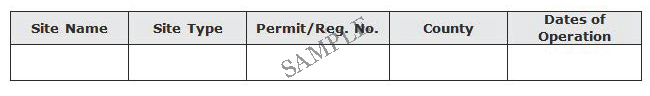 Site Name Site Type Permit/Reg. No. County Dates of Operation
SAMPLE